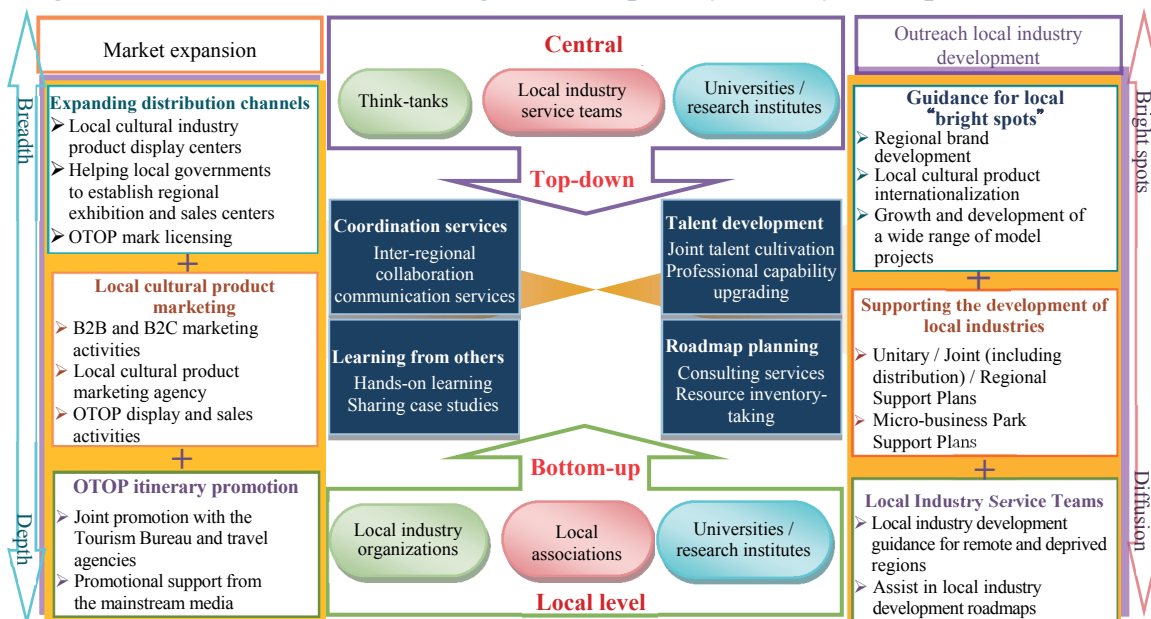 Market expansion
Breadth
Depth
Expanding distribution channels
➢ Local cultural industry
product display centers
➢ Helping local governments
to establish regional
exhibition and sales centers
➢ OTOP mark licensing
+
Local cultural product
marketing
➢ B2B and B2C marketing
activities
➢ Local cultural product
marketing agency
➢ OTOP display and sales
activities
+
OTOP itinerary promotion
➢ Joint promotion with the
Tourism Bureau and travel
agencies
➢ Promotional support from
the mainstream media
Central
Think-tanks
Local industry
service teams
Universities /
research institutes
Top-down
Coordination services
Inter-regional
collaboration
communication services
Talent development
Joint talent cultivation
Professional capability
upgrading
Learning from others
Hands-on learning
Sharing case studies
Roadmap planning
Consulting services
Resource inventory-
taking
Bottom-up
Local industry
organizations
Local
associations
Universities /
research institutes
Local level
Outreach local industry
development
Bright spots
Diffusion
Guidance for local
“bright spots”
➢ Regional brand
development
➢ Local cultural product
internationalization
➢ Growth and development of
a wide range of model
projects
+
Supporting the development of
local industries
➢ Unitary / Joint (including
distribution) / Regional
Support Plans
➢ Micro-business Park
Support Plans
+
Local Industry Service Teams
➢ Local industry development
guidance for remote and deprived
regions
➢ Assist in local industry
development roadmaps